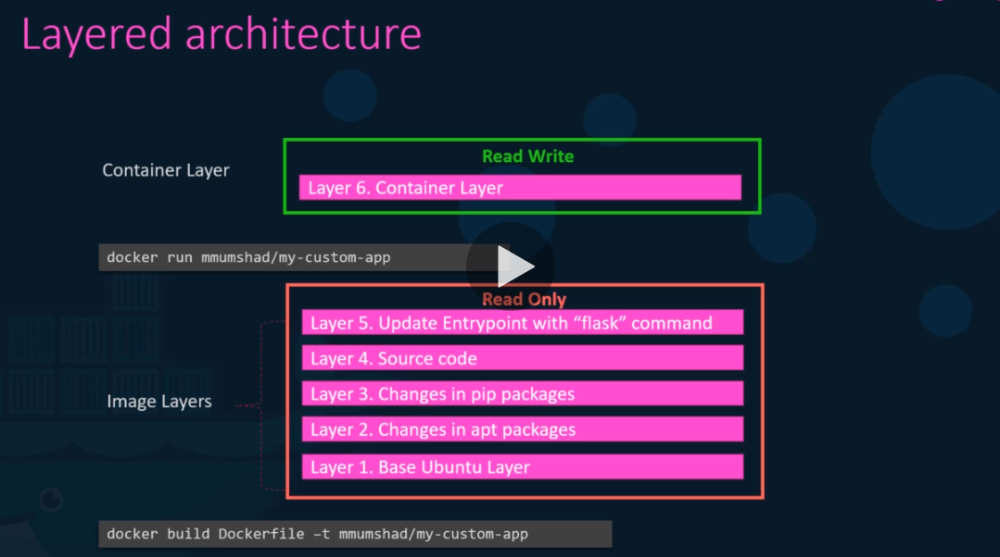 Layered architecture
Read Write
Container Layer
Layer 6. Container Layer
docker run mmumshad/my-custom-app
Read Only
Layer 5. Update Entrypoint with “flask” command
Layer 4. Source code
Layer 3. Changes in pip packages
Image Layers
Layer 2. Changes in apt packages
Layer 1. Base Ubuntu Layer
docker build Dockerfile –t mmumshad/my-custom-app